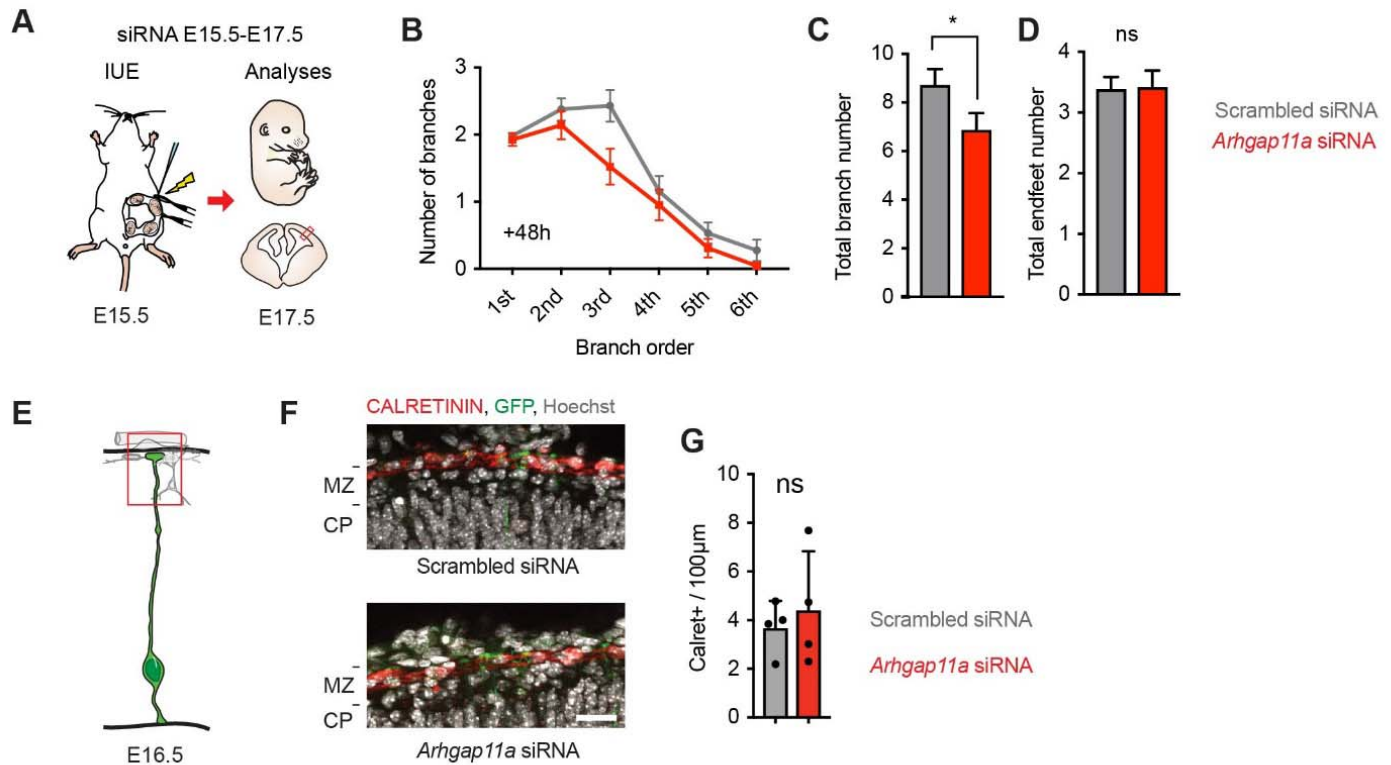 A
siRNA E15.5-E17.5
IUE
Analyses
E15.5
E17.5
B
Number of branches
3
2
1
0
+48h
1st
2nd
3rd
4th
5th
6th
Branch order
C
*
Total branch number
10
8
6
4
2
0
D
ns
Total endfeet number
4
3
2
1
0
Scrambled siRNA
Arhgap11a siRNA
E
E16.5
F
CALRETININ, GFP, Hoechst
MZ
CP
Scrambled siRNA
MZ
CP
Arhgap11a siRNA
G
ns
Calret+ / 100µm
10
8
6
4
2
0
Scrambled siRNA
Arhgap11a siRNA